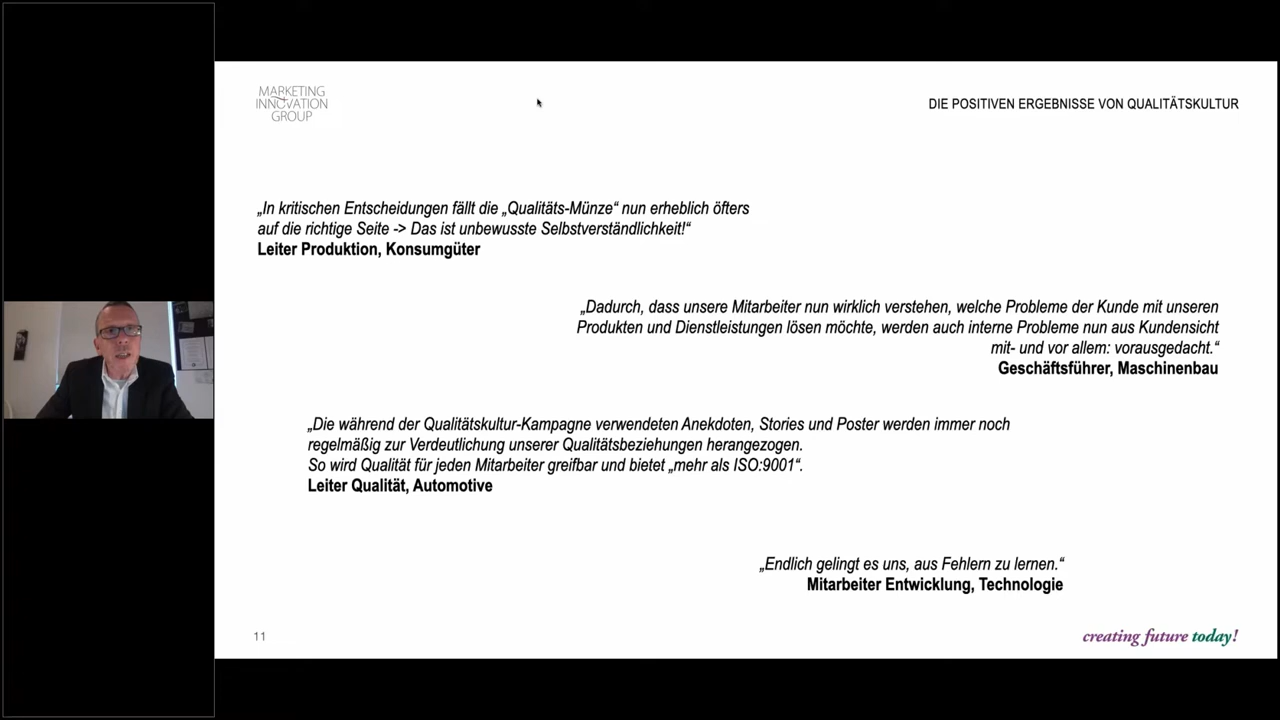 MARKETING
INNOVATION
GROUP
DIE POSITIVEN ERGEBNISSE VON QUALITÄTSKULTUR
„In kritischen Entscheidungen fällt die „Qualitäts-Münze“ nun erheblich öfters
auf die richtige Seite -> Das ist unbewusste Selbstverständlichkeit!“
Leiter Produktion, Konsumgüter
„Dadurch, dass unsere Mitarbeiter nun wirklich verstehen, welche Probleme der Kunde mit unseren
Produkten und Dienstleistungen lösen möchte, werden auch interne Probleme nun aus Kundensicht
mit- und vor allem: vorausgedacht.“
Geschäftsführer, Maschinenbau
„Die während der Qualitätskultur-Kampagne verwendeten Anekdoten, Stories und Poster werden immer noch
regelmäßig zur Verdeutlichung unserer Qualitätsbeziehungen herangezogen.
So wird Qualität für jeden Mitarbeiter greifbar und bietet „mehr als ISO:9001“.
Leiter Qualität, Automotive
„Endlich gelingt es uns, aus Fehlern zu lernen.“
Mitarbeiter Entwicklung, Technologie
11
creating future today!